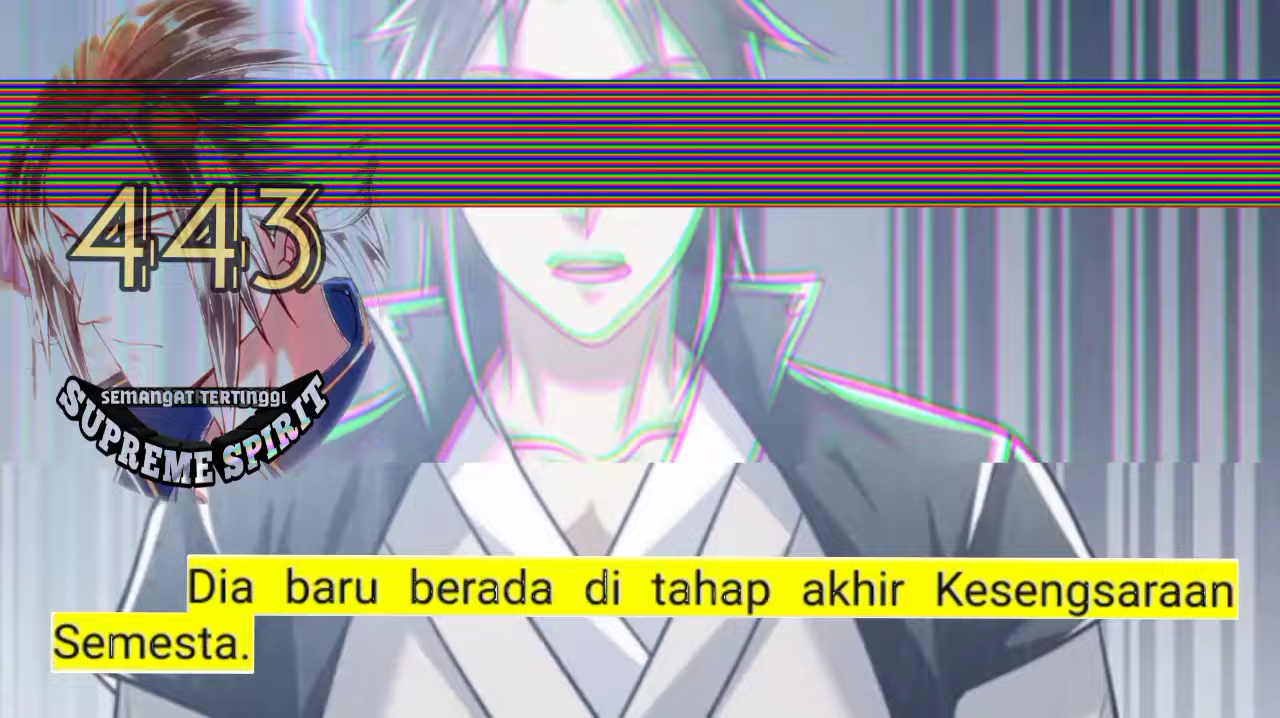 443
SEMANGAT TERTINGGI
SUPREME SPIRIT
Dia baru berada di tahap akhir Kesengsaraan
Semesta.